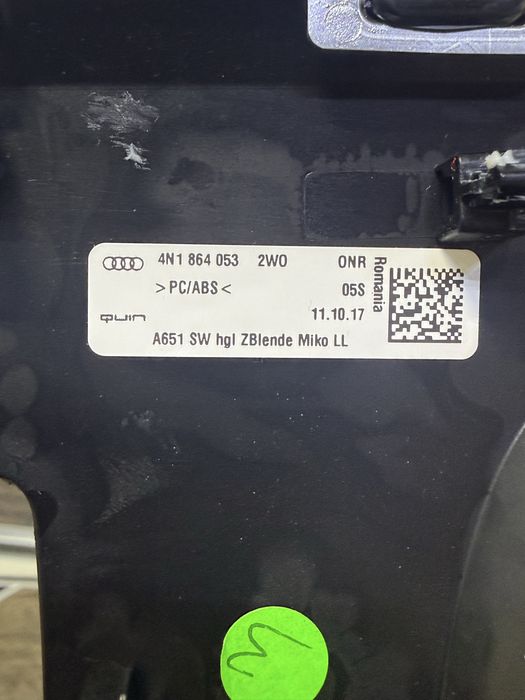 4N1 864 053 2WO ONR
>PC/ABS< 05S
QUIN 11.10.17
A651 SW hgl ZBlende Miko LL
Romania